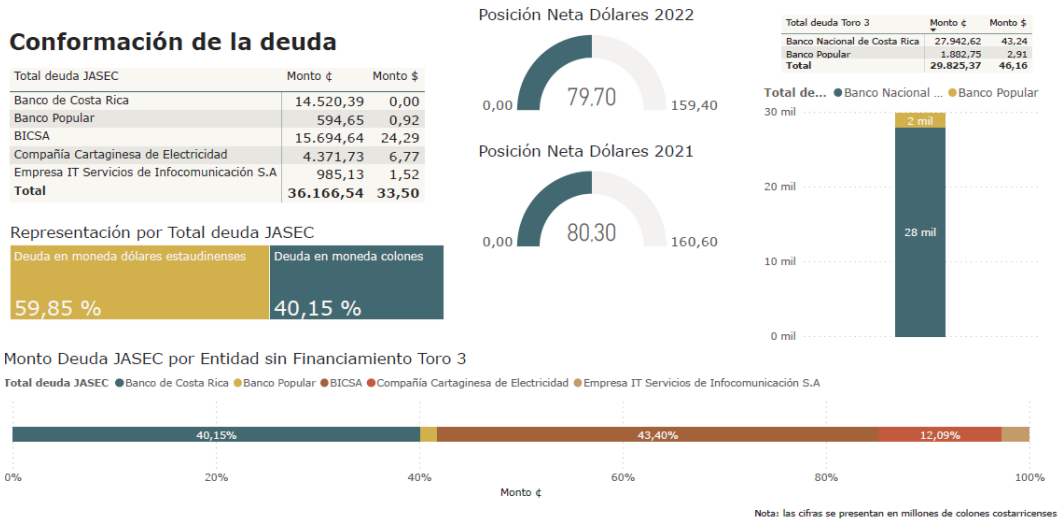 Conformación de la deuda
Total deuda JASEC Monto ₡ Monto $
Banco de Costa Rica 14.520,39 0,00
Banco Popular 594,65 0,92
BICSA 15.694,64 24,29
Compañía Cartaginesa de Electricidad 4.371,73 6,77
Empresa IT Servicios de Infocomunicación S.A 985,13 1,52
Total 36.166,54 33,50
Representación por Total deuda JASEC
Deuda en moneda dólares estaudinenses
59,85 %
Deuda en moneda colones
40,15 %
Posición Neta Dólares 2022
0,00 79,70 159,40
Posición Neta Dólares 2021
0,00 80,30 160,60
Total deuda Toro 3 Monto ₡ Monto $
Banco Nacional de Costa Rica 27.942,62 43,24
Banco Popular 1.882,75 2,91
Total 29.825,37 46,16
Total de... Banco Nacional ... Banco Popular
30 mil
2 mil
20 mil
28 mil
10 mil
0 mil
Monto Deuda JASEC por Entidad sin Financiamiento Toro 3
Total deuda JASEC Banco de Costa Rica Banco Popular BICSA Compañía Cartaginesa de Electricidad Empresa IT Servicios de Infocomunicación S.A
40,15% 43,40% 12,09%
0% 20% 40% 60% 80% 100%
Monto ₡
Nota: las cifras se presentan en millones de colones costarricenses